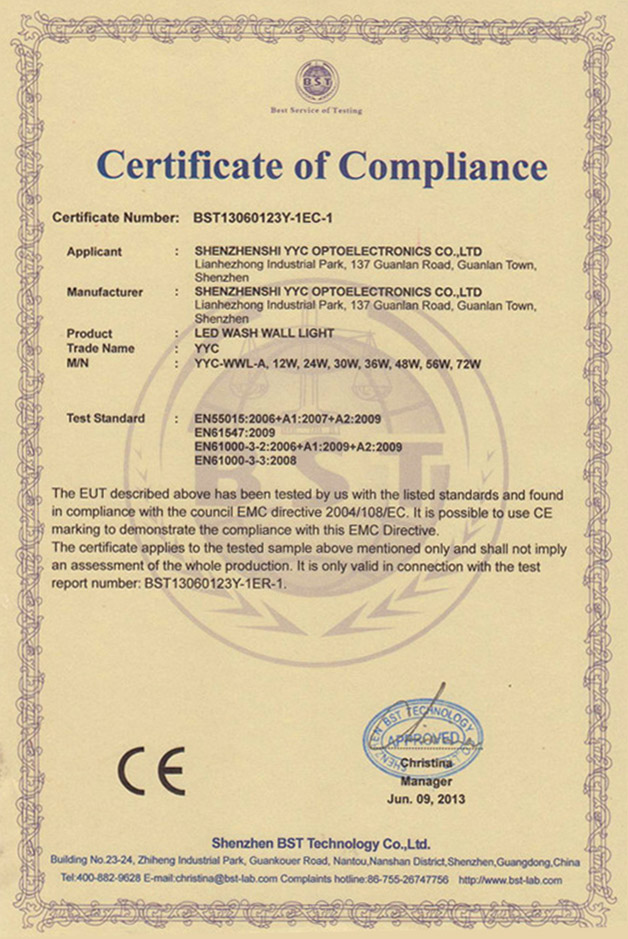 BST
Best Service of Testing
Certificate of Compliance
Certificate Number: BST13060123Y-1EC-1
Applicant : SHENZHENSHI YYC OPTOELECTRONICS CO.,LTD
Lianhezhong Industrial Park, 137 Guanlan Road, Guanlan Town,
Shenzhen
Manufacturer : SHENZHENSHI YYC OPTOELECTRONICS CO.,LTD
Lianhezhong Industrial Park, 137 Guanlan Road, Guanlan Town,
Shenzhen
Product : LED WASH WALL LIGHT
Trade Name : YYC
M/N : YYC-WWL-A, 12W, 24W, 30W, 36W, 48W, 56W, 72W
Test Standard : EN55015:2006+A1:2007+A2:2009
EN61547:2009
EN61000-3-2:2006+A1:2009+A2:2009
EN61000-3-3:2008
BST
The EUT described above has been tested by us with the listed standards and found
in compliance with the council EMC directive 2004/108/EC. It is possible to use CE
marking to demonstrate the compliance with this EMC Directive.
The certificate applies to the tested sample above mentioned only and shall not imply
an assessment of the whole production. It is only valid in connection with the test
report number: BST13060123Y-1ER-1.
SHENZHEN BST TECHNOLOGY CO.,LTD
APPROVED
CE
Christina
Manager
Jun. 09, 2013
Shenzhen BST Technology Co.,Ltd.
Building No.23-24, Zhiheng Industrial Park, Guankouer Road, Nantou,Nanshan District,Shenzhen,Guangdong,China
Tel:400-882-9628 E-mail:christina@bst-lab.com Complaints hotline:86-755-26747756 http://www.bst-lab.com